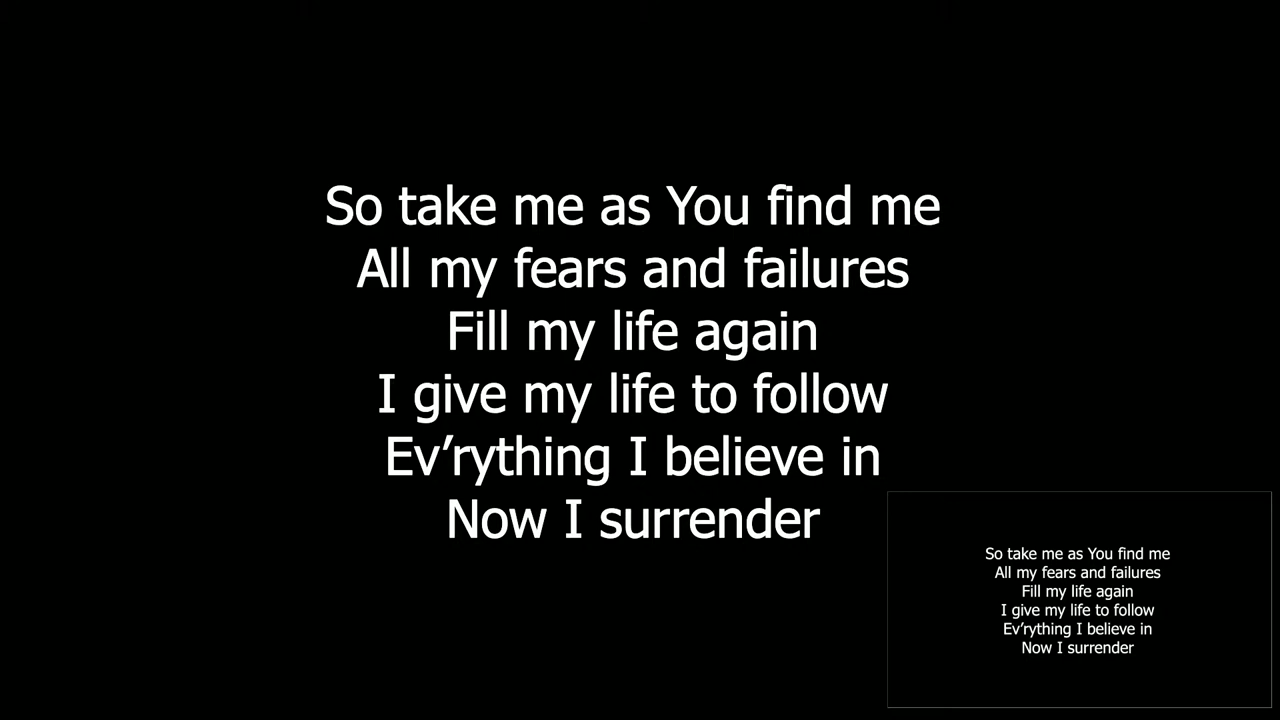 So take me as You find me
All my fears and failures
Fill my life again
I give my life to follow
Ev’rything I believe in
Now I surrender
So take me as You find me
All my fears and failures
Fill my life again
I give my life to follow
Ev’rything I believe in
Now I surrender